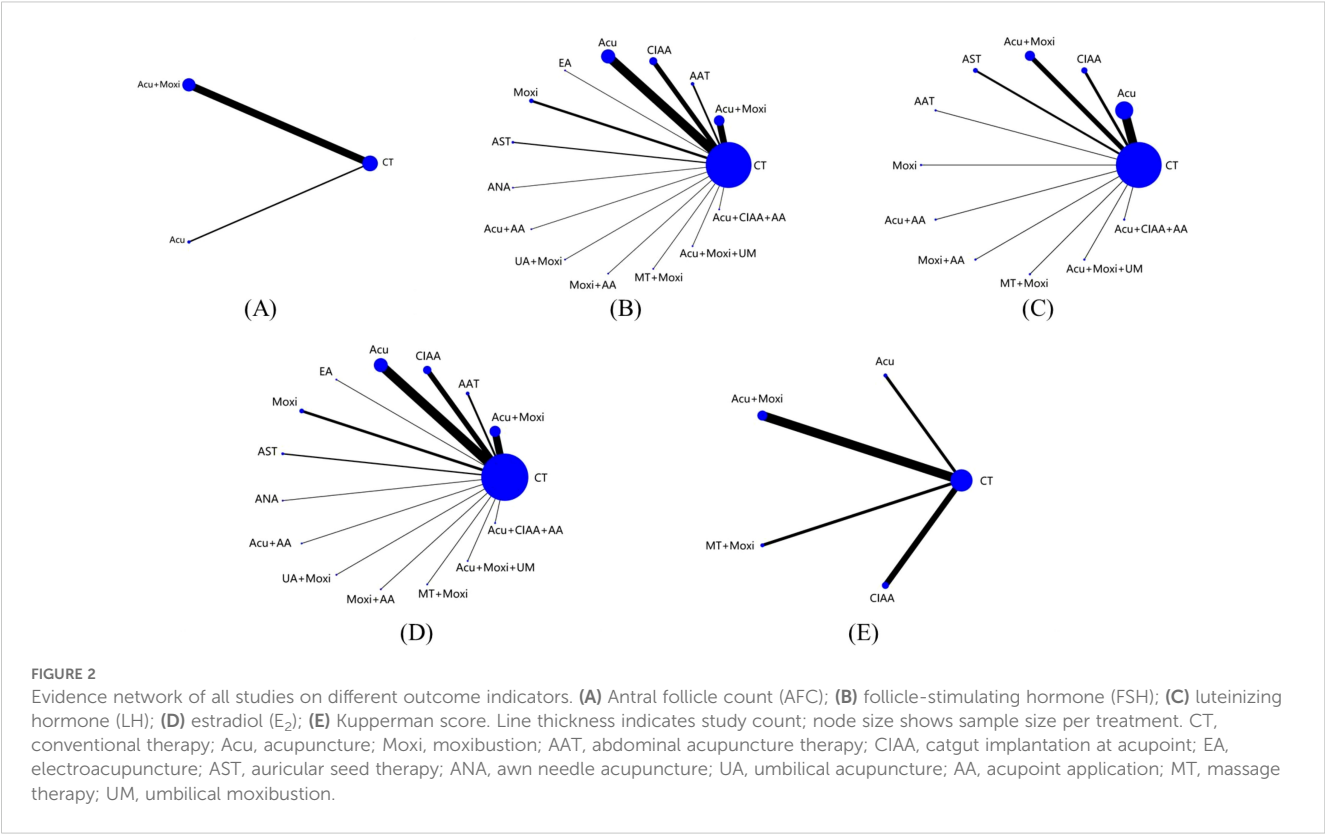 Acu+Moxi
CT
Acu
(A)
Acu
CIAA
EA
AAT
Moxi
Acu+Moxi
AST
CT
ANA
Acu+CIAA+AA
Acu+AA
Acu+Moxi+UM
UA+Moxi
MT+Moxi
Moxi+AA
(B)
Acu+Moxi
AST
CIAA
Acu
AAT
Moxi
CT
Acu+AA
Acu+CIAA+AA
Moxi+AA
Acu+Moxi+UM
MT+Moxi
(C)
Acu
CIAA
EA
AAT
Moxi
Acu+Moxi
AST
CT
ANA
Acu+CIAA+AA
Acu+AA
Acu+Moxi+UM
UA+Moxi
MT+Moxi
Moxi+AA
(D)
Acu
Acu+Moxi
CT
MT+Moxi
CIAA
(E)
FIGURE 2
Evidence network of all studies on different outcome indicators. (A) Antral follicle count (AFC); (B) follicle-stimulating hormone (FSH); (C) luteinizing
hormone (LH); (D) estradiol (E₂); (E) Kupperman score. Line thickness indicates study count; node size shows sample size per treatment. CT,
conventional therapy; Acu, acupuncture; Moxi, moxibustion; AAT, abdominal acupuncture therapy; CIAA, catgut implantation at acupoint; EA,
electroacupuncture; AST, auricular seed therapy; ANA, awn needle acupuncture; UA, umbilical acupuncture; AA, acupoint application; MT, massage
therapy; UM, umbilical moxibustion.